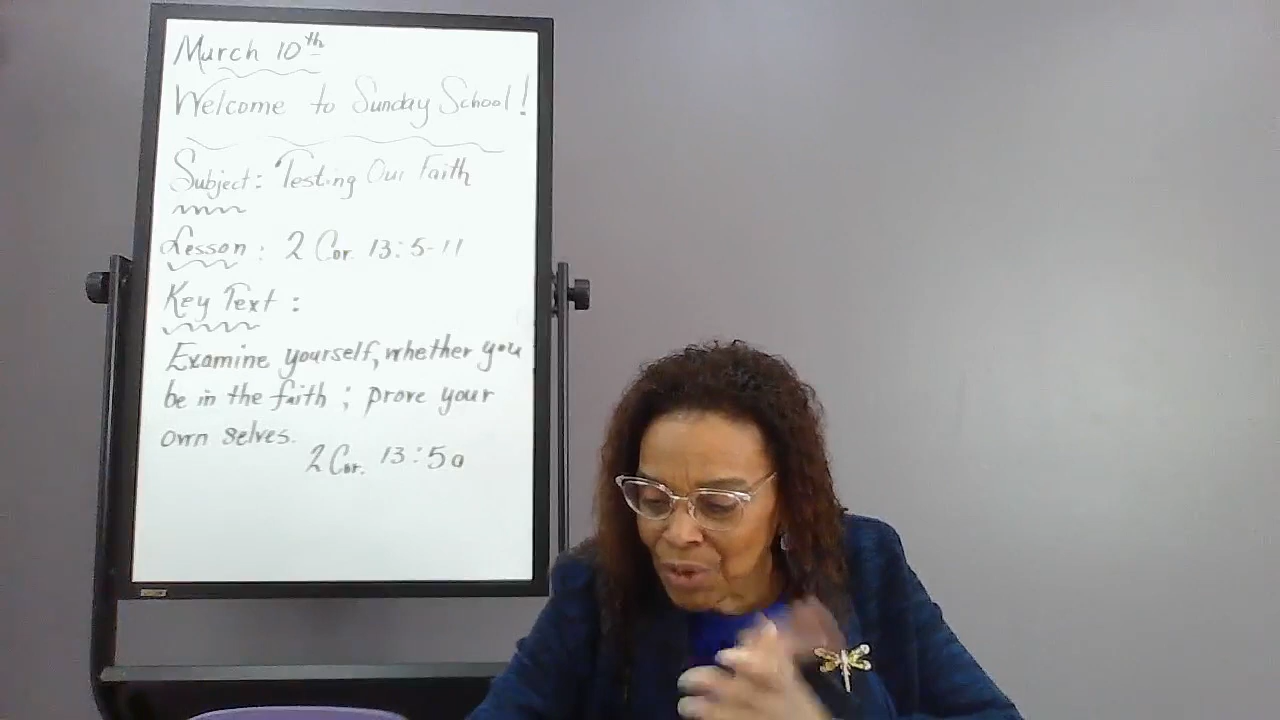 March 10th
Welcome to Sunday School!
Subject: Testing Our Faith
Lesson: 2 Cor. 13:5-11
Key Text:
Examine yourself, whether you
be in the faith; prove your
own selves.
2 Cor. 13:5a